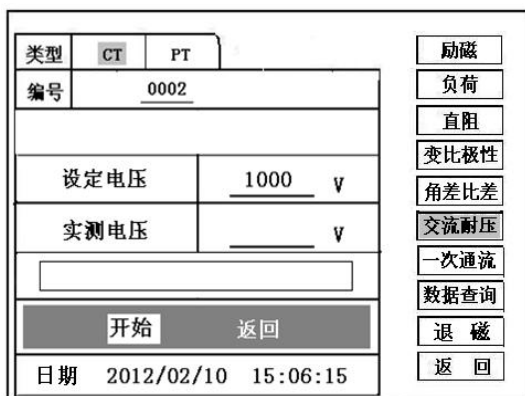 类型 CT PT
编号 0002
设定电压 1000 V
实测电压 V
开始 返回
日期 2012/02/10 15:06:15
励磁
负荷
直阻
变比极性
角差比差
交流耐压
一次通流
数据查询
退 磁
返 回